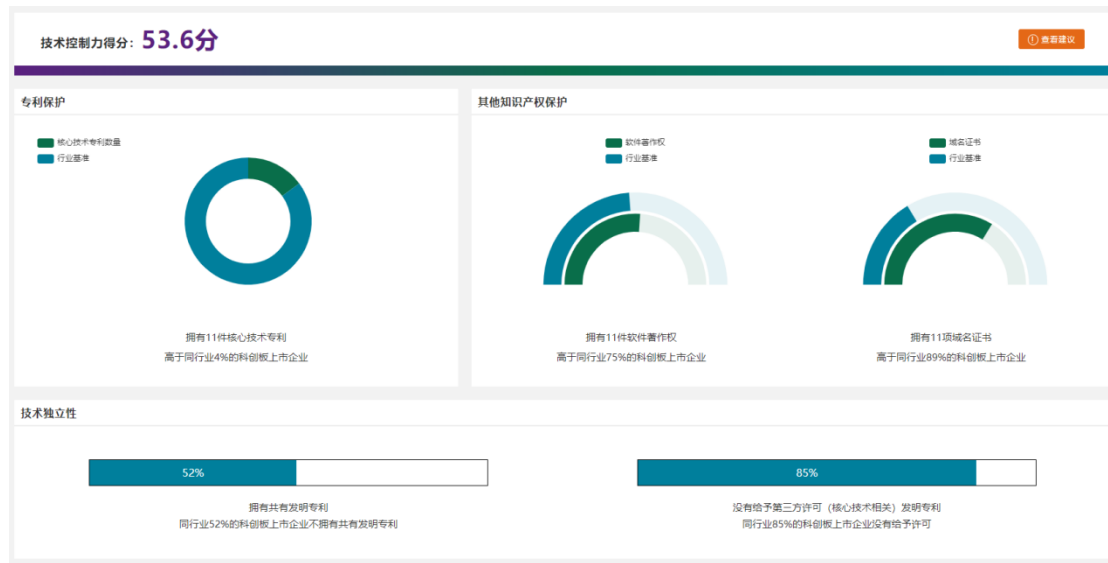 技术控制力得分: 53.6分
查看建议
专利保护
其他知识产权保护
核心技术专利数量
行业基准
拥有11件核心技术专利
高于同行业4%的科创板上市企业
软件著作权
行业基准
拥有11件软件著作权
高于同行业75%的科创板上市企业
域名证书
行业基准
拥有11项域名证书
高于同行业89%的科创板上市企业
技术独立性
52%
拥有共有发明专利
同行业52%的科创板上市企业不拥有共有发明专利
85%
没有给予第三方许可（核心技术相关）发明专利
同行业85%的科创板上市企业没有给予许可